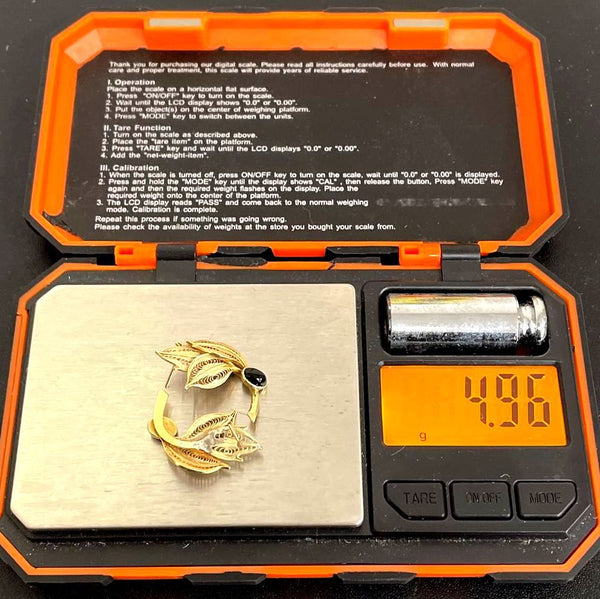 Thank you for purchasing our digital scale. Please read all instructions carefully before use. With normal
care and proper treatment, this scale will provide years of reliable service.
I. Operation
Place the scale on a horizontal flat surface.
1. Press "ON/OFF" key to turn on the scale.
2. Wait until the LCD display shows "0.0" or "0.00".
3. Put the object(s) on the center of weighing platform.
4. Press "MODE" key to switch between the units.
II. Tare Function
1. Turn on the scale as described above.
2. Place the "tare item" on the platform.
3. Press "TARE" key and wait until the LCD displays "0.0" or "0.00".
4. Add the "net-weight-item".
III. Calibration
1. When the scale is turned off, press ON/OFF key to turn on the scale, wait until "0.0" or "0.00" is displayed.
2. Press and hold the "MODE" key until the display shows "CAL" , then release the button, Press "MODE" key
again and then the required weight flashes on the display. Place the
required weight onto the center of the platform.
3. The LCD display reads "PASS" and come back to the normal weighing
mode. Calibration is complete.
Repeat this process if something was going wrong.
Please check the availability of weights at the store you bought your scale from.
4.96
g
TARE ON/OFF MODE